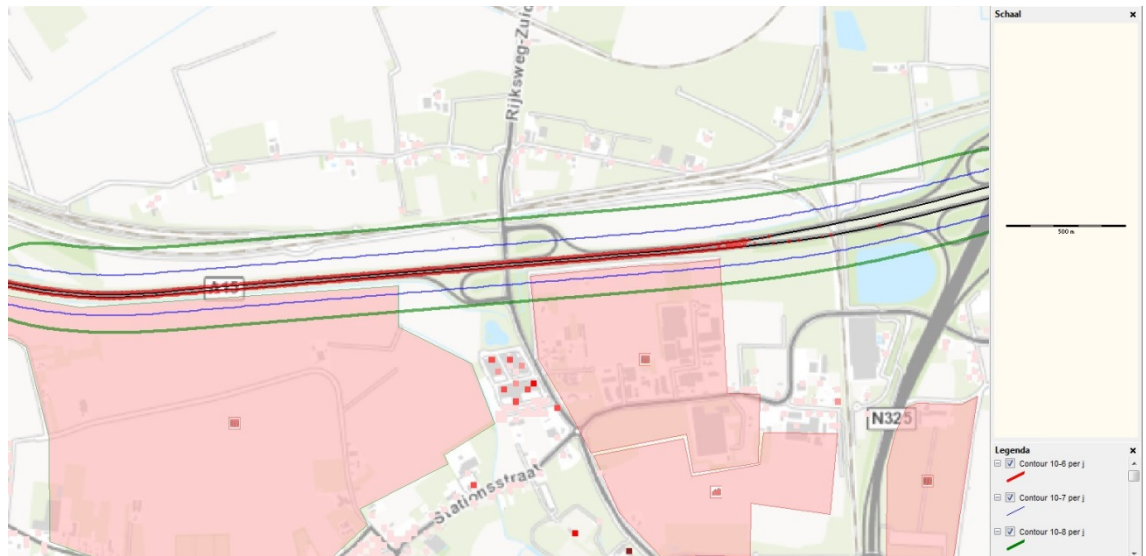 Rijksweg-Zuid
A15
Stationsstraat
N325
Schaal
500 m
Legenda
Contour 10-6 per j
Contour 10-7 per j
Contour 10-8 per j